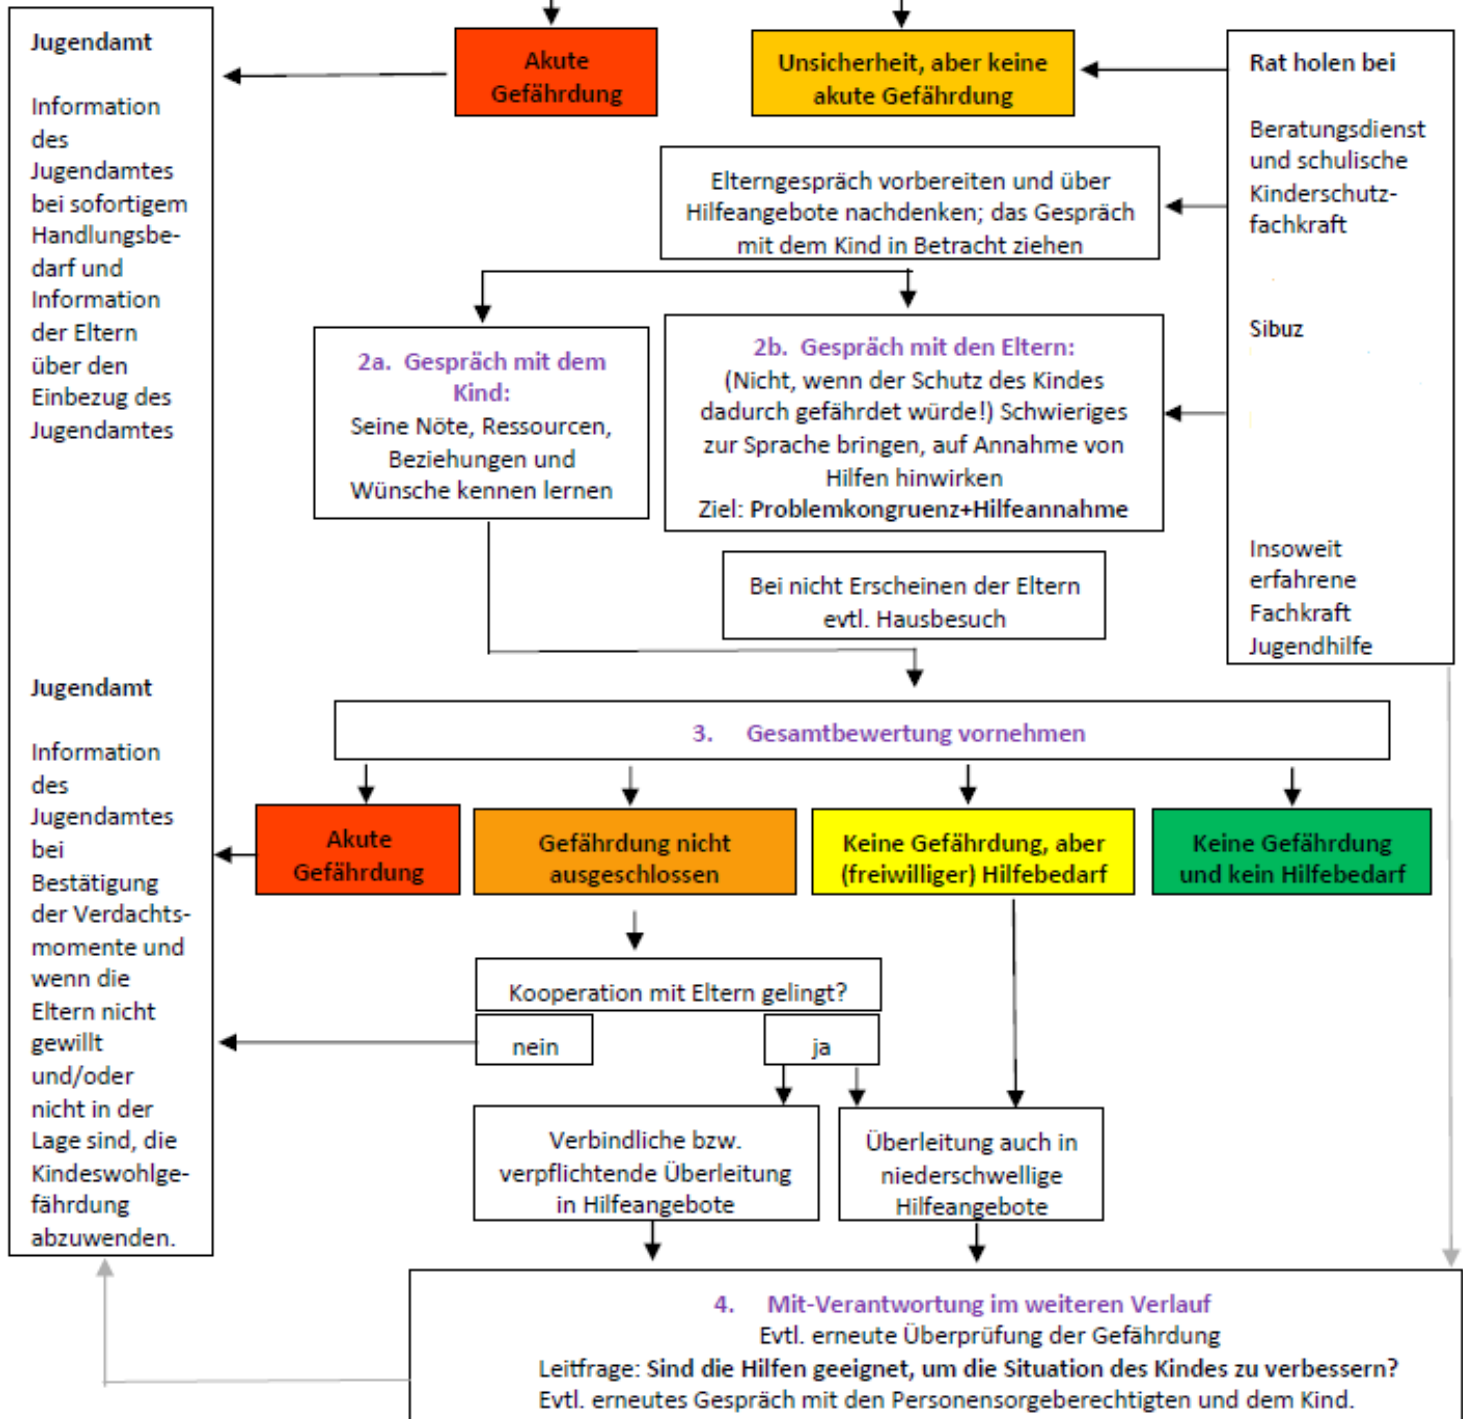 Jugendamt
Information
des
Jugendamtes
bei sofortigem
Handlungsbe-
darf und
Information
der Eltern
über den
Einbezug des
Jugendamtes
Akute
Gefährdung
Unsicherheit, aber keine
akute Gefährdung
Rat holen bei
Beratungsdienst
und schulische
Kinderschutz-
fachkraft
Sibuz
Insoweit
erfahrene
Fachkraft
Jugendhilfe
Elterngespräch vorbereiten und über
Hilfeangebote nachdenken; das Gespräch
mit dem Kind in Betracht ziehen
2a. Gespräch mit dem
Kind:
Seine Nöte, Ressourcen,
Beziehungen und
Wünsche kennen lernen
2b. Gespräch mit den Eltern:
(Nicht, wenn der Schutz des Kindes
dadurch gefährdet würde!) Schwieriges
zur Sprache bringen, auf Annahme von
Hilfen hinwirken
Ziel: Problemkongruenz+Hilfeannahme
Bei nicht Erscheinen der Eltern
evtl. Hausbesuch
Jugendamt
Information
des
Jugendamtes
bei
Bestätigung
der Verdachts-
momente und
wenn die
Eltern nicht
gewillt
und/oder
nicht in der
Lage sind, die
Kindeswohlge-
fährdung
abzuwenden.
3. Gesamtbewertung vornehmen
Akute
Gefährdung
Gefährdung nicht
ausgeschlossen
Keine Gefährdung, aber
(freiwilliger) Hilfebedarf
Keine Gefährdung
und kein Hilfebedarf
Kooperation mit Eltern gelingt?
nein
ja
Verbindliche bzw.
verpflichtende Überleitung
in Hilfeangebote
Überleitung auch in
niederschwellige
Hilfeangebote
4. Mit-Verantwortung im weiteren Verlauf
Evtl. erneute Überprüfung der Gefährdung
Leitfrage: Sind die Hilfen geeignet, um die Situation des Kindes zu verbessern?
Evtl. erneutes Gespräch mit den Personensorgeberechtigten und dem Kind.